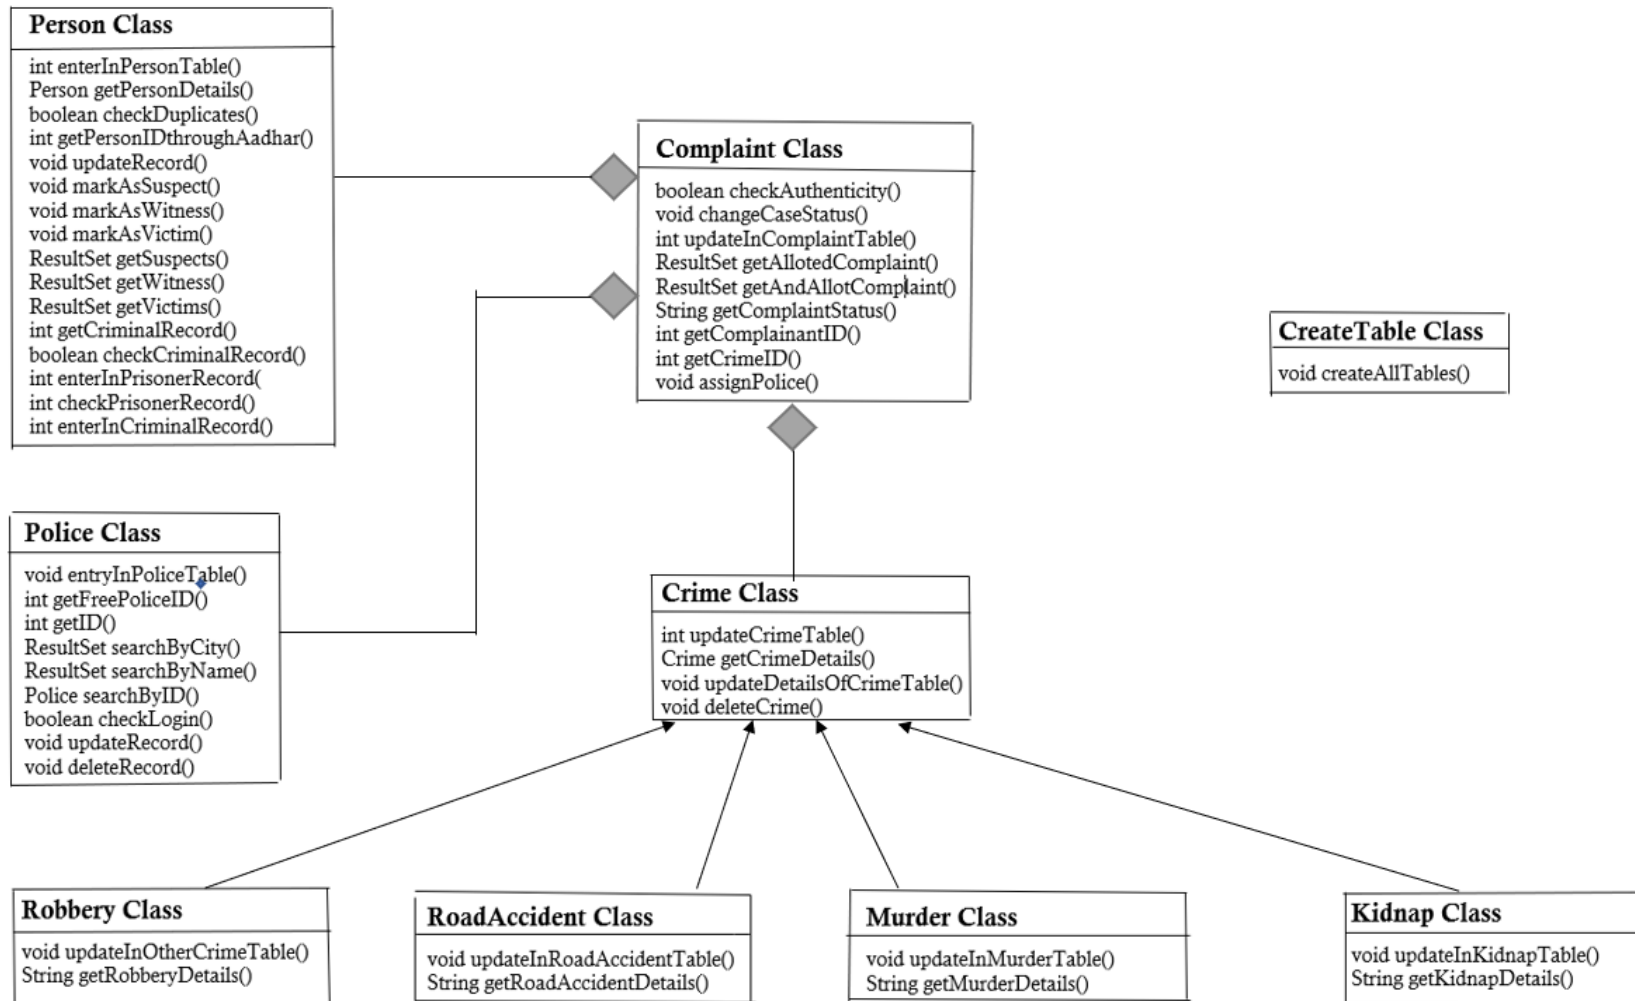 Person Class
int enterInPersonTable()
Person getPersonDetails()
boolean checkDuplicates()
int getPersonIDthroughAadhar()
void updateRecord()
void markAsSuspect()
void markAsWitness()
void markAsVictim()
ResultSet getSuspects()
ResultSet getWitness()
ResultSet getVictims()
int getCriminalRecord()
boolean checkCriminalRecord()
int enterInPrisonerRecord(
int checkPrisonerRecord()
int enterInCriminalRecord()
Complaint Class
boolean checkAuthenticity()
void changeCaseStatus()
int updateInComplaintTable()
ResultSet getAllotedComplaint()
ResultSet getAndAllotComplaint()
String getComplaintStatus()
int getComplainantID()
int getCrimeID()
void assignPolice()
CreateTable Class
void createAllTables()
Police Class
void entryInPoliceTable()
int getFreePoliceID()
int getID()
ResultSet searchByCity()
ResultSet searchByName()
Police searchByID()
boolean checkLogin()
void updateRecord()
void deleteRecord()
Crime Class
int updateCrimeTable()
Crime getCrimeDetails()
void updateDetailsOfCrimeTable()
void deleteCrime()
Robbery Class
void updateInOtherCrimeTable()
String getRobberyDetails()
RoadAccident Class
void updateInRoadAccidentTable()
String getRoadAccidentDetails()
Murder Class
void updateInMurderTable()
String getMurderDetails()
Kidnap Class
void updateInKidnapTable()
String getKidnapDetails()